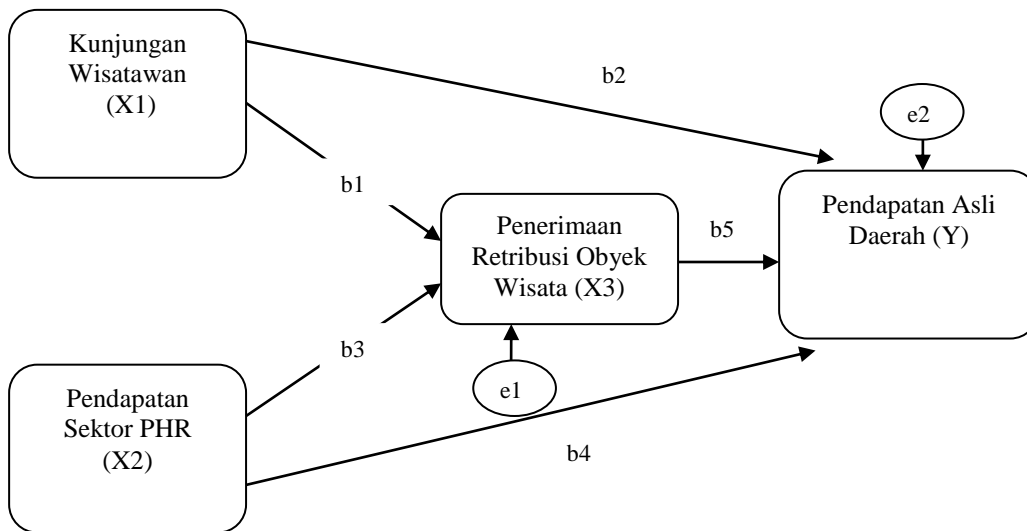 Kunjungan
Wisatawan
(X1)
b2
e2
b1
Penerimaan
Retribusi Obyek
Wisata (X3)
b5
Pendapatan Asli
Daerah (Y)
b3
e1
Pendapatan
Sektor PHR
(X2)
b4